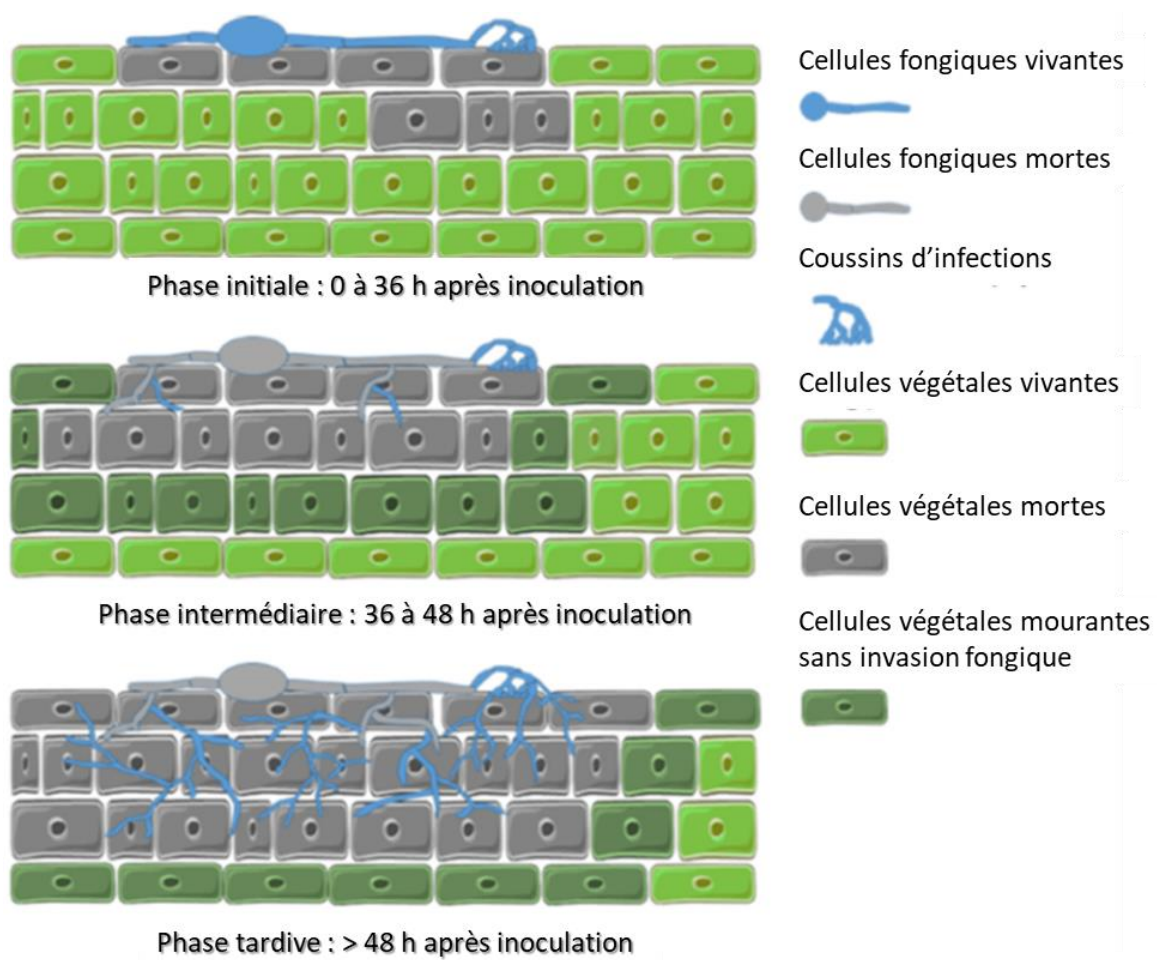 Cellules fongiques vivantes
Cellules fongiques mortes
Coussins d’infections
Phase initiale : 0 à 36 h après inoculation
Cellules végétales vivantes
Cellules végétales mortes
Phase intermédiaire : 36 à 48 h après inoculation
Cellules végétales mourantes
sans invasion fongique
Phase tardive : > 48 h après inoculation